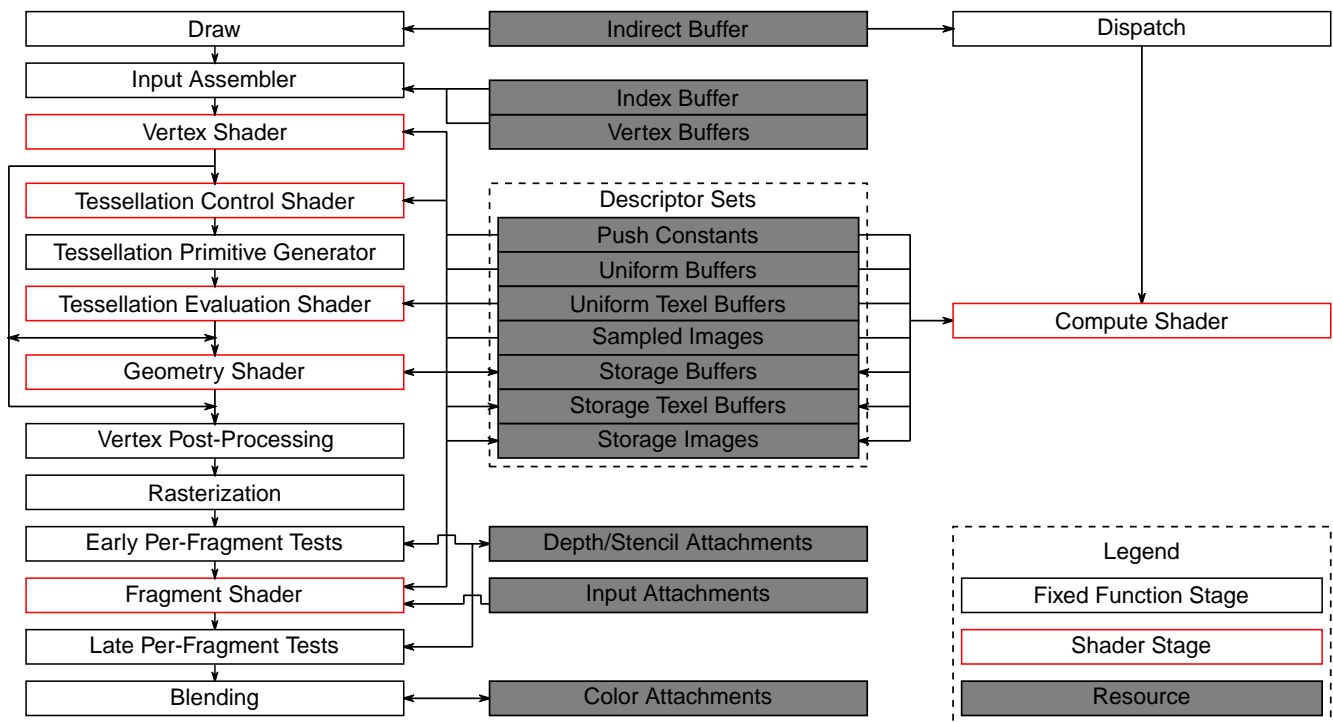 Draw
Indirect Buffer
Dispatch
Input Assembler
Index Buffer
Vertex Shader
Vertex Buffers
Tessellation Control Shader
Descriptor Sets
Push Constants
Tessellation Primitive Generator
Uniform Buffers
Tessellation Evaluation Shader
Uniform Texel Buffers
Compute Shader
Sampled Images
Geometry Shader
Storage Buffers
Storage Texel Buffers
Vertex Post-Processing
Storage Images
Rasterization
Early Per-Fragment Tests
Depth/Stencil Attachments
Fragment Shader
Input Attachments
Late Per-Fragment Tests
Blending
Color Attachments
Legend
Fixed Function Stage
Shader Stage
Resource